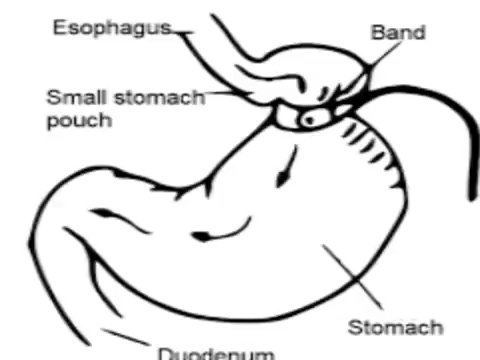 Esophagus
Band
Small stomach
pouch
Stomach
Duodenum